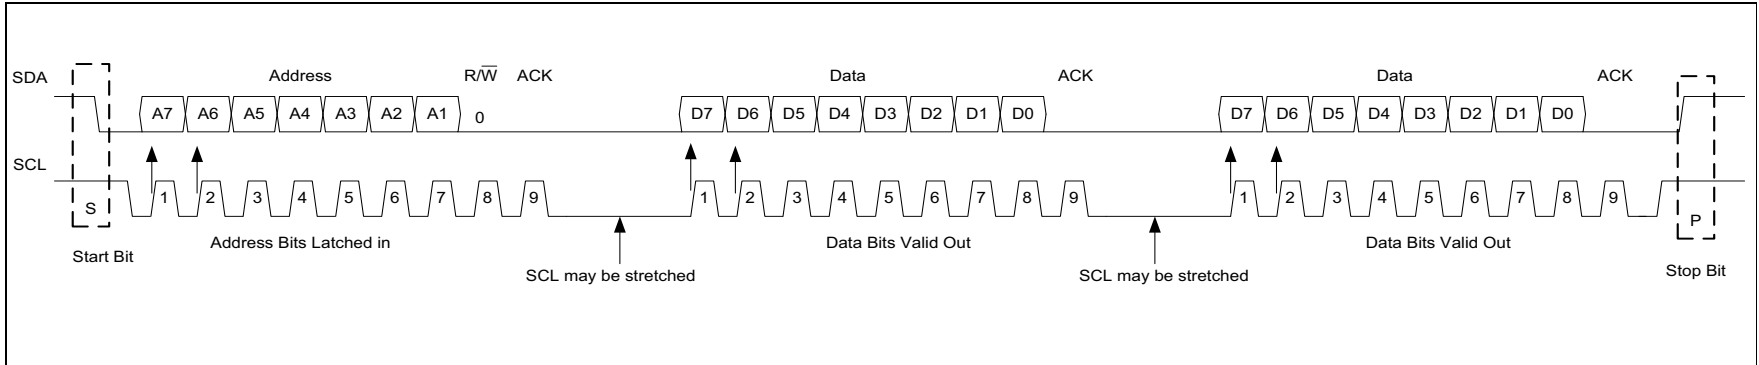 Address R/W̅ ACK Data ACK Data ACK
SDA
A7 A6 A5 A4 A3 A2 A1 0 D7 D6 D5 D4 D3 D2 D1 D0 D7 D6 D5 D4 D3 D2 D1 D0
SCL
1 2 3 4 5 6 7 8 9 1 2 3 4 5 6 7 8 9 1 2 3 4 5 6 7 8 9
S P
Address Bits Latched in Data Bits Valid Out Data Bits Valid Out
Start Bit Stop Bit
SCL may be stretched SCL may be stretched